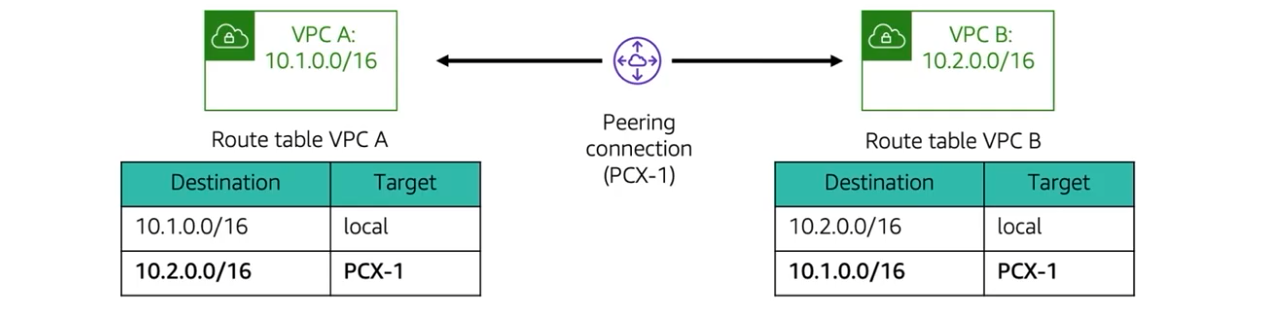 VPC A:
10.1.0.0/16
VPC B:
10.2.0.0/16
Peering
connection
(PCX-1)
Route table VPC A
Destination Target
10.1.0.0/16 local
10.2.0.0/16 PCX-1
Route table VPC B
Destination Target
10.2.0.0/16 local
10.1.0.0/16 PCX-1